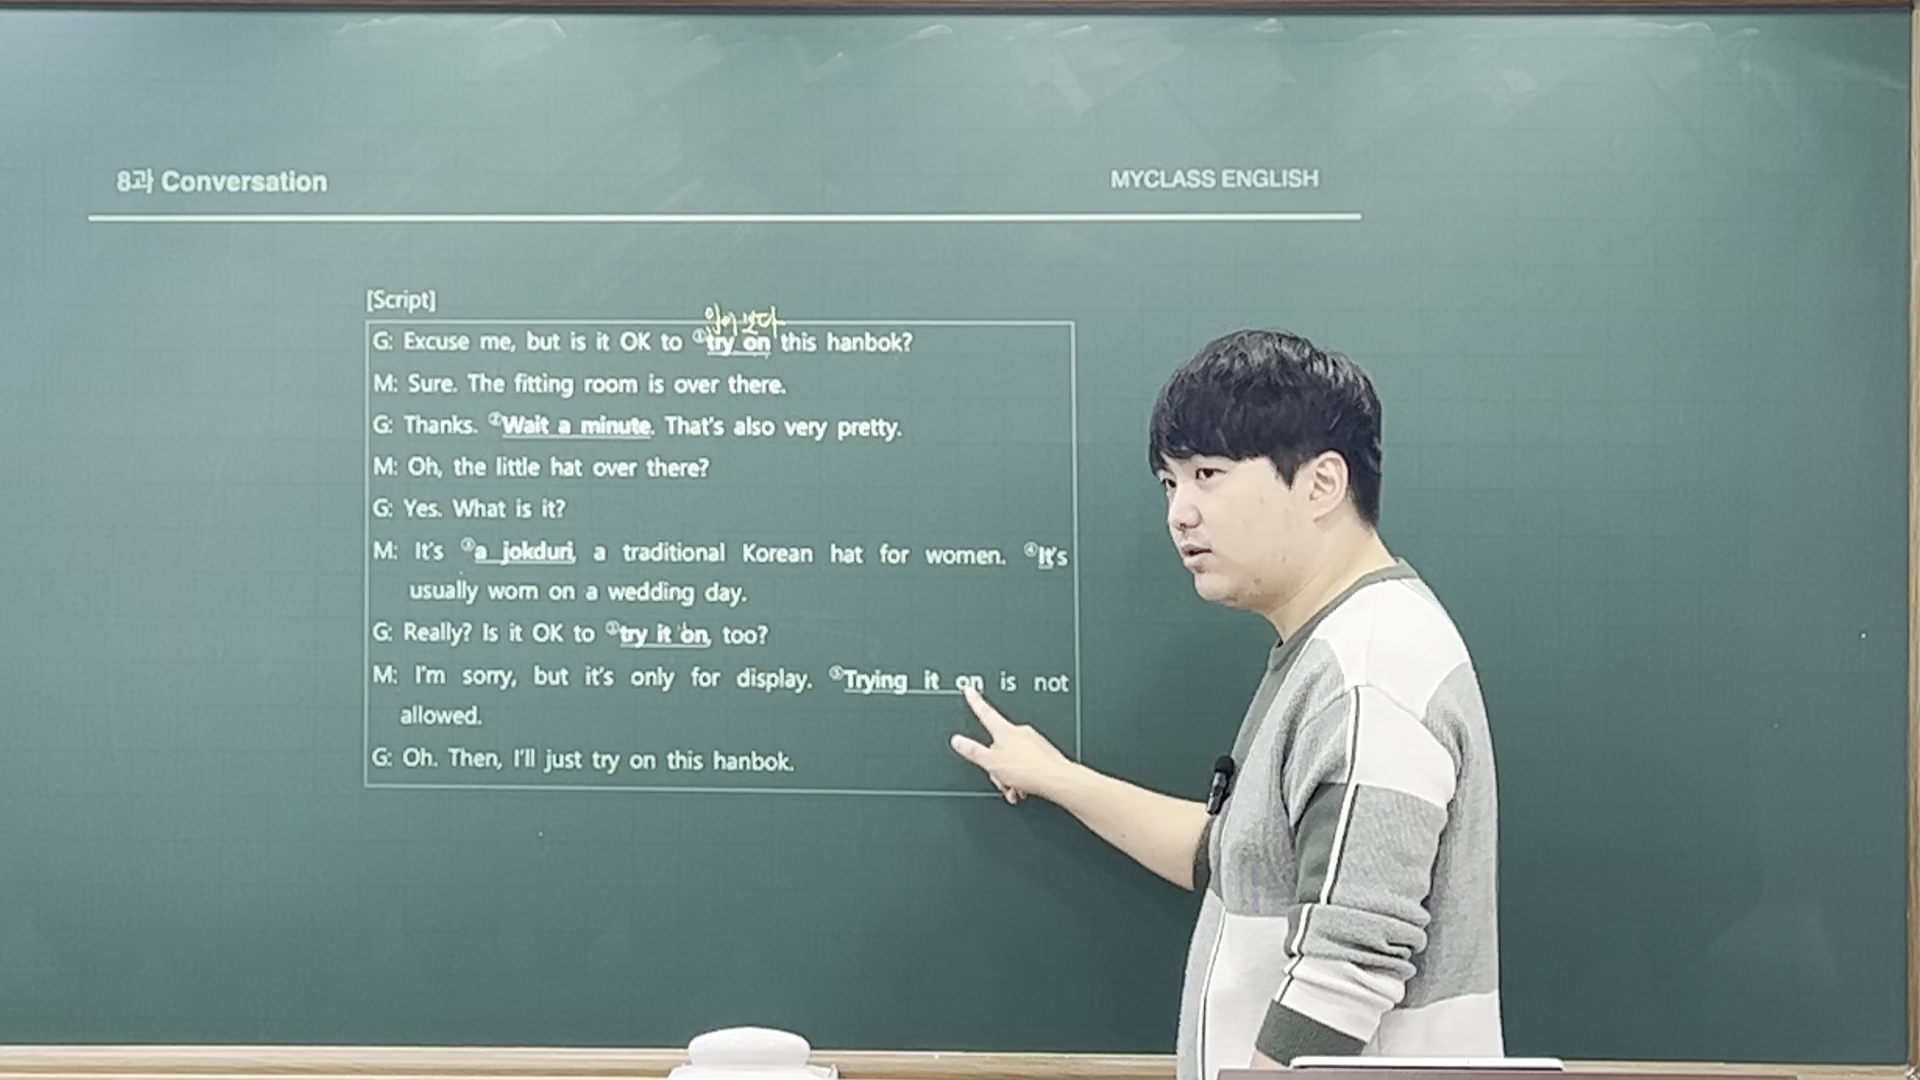 8과 Conversation
MYCLASS ENGLISH
[Script]
입어 보다
G: Excuse me, but is it OK to ①try on this hanbok?
M: Sure. The fitting room is over there.
G: Thanks. ②Wait a minute. That's also very pretty.
M: Oh, the little hat over there?
G: Yes. What is it?
M: It's ③a jokduri, a traditional Korean hat for women. ④It's
usually worn on a wedding day.
G: Really? Is it OK to ①try it on, too?
M: I'm sorry, but it's only for display. ⑤Trying it on is not
allowed.
G: Oh. Then, I'll just try on this hanbok.